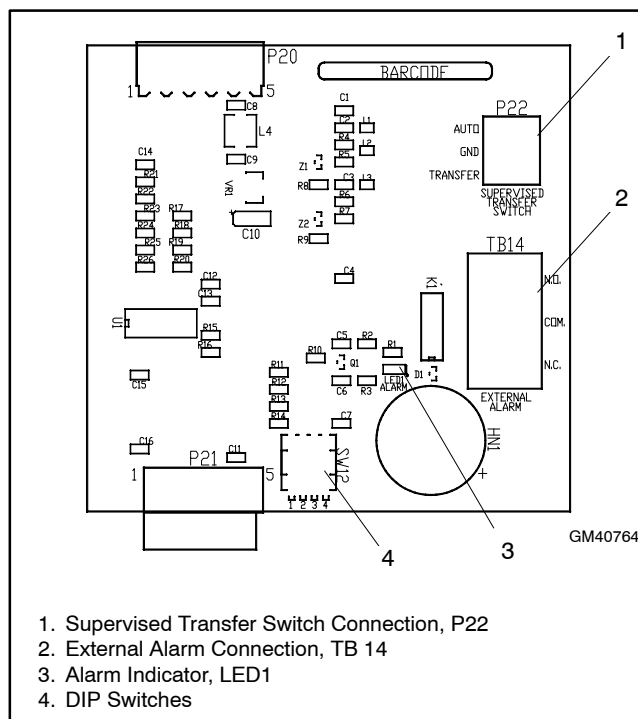 1
P20
BARCODE
1 5
C8
L4
C9
VR1
C10
C1
C2 L1
R4
L2
R5
Z1
R8 C3 L3
R6
Z2 R7
R9
P22
AUTO
GND
TRANSFER
SUPERVISED
TRANSFER
SWITCH
2
TB14
N.O.
COM.
N.C.
EXTERNAL
ALARM
C14
R21
R22
R23 R17
R24 R18
R25 R19
R26 R20
C12
C13
U1
R15
R16
C15
C4
K1
C5 R2
R1
R10 Q1
LED1
ALARM
D1
C6 R3
R11
R12
R13
R14
C7
HN1
+
C16
C11
P21
1 5
SW12
1 2 3 4
4
3
GM40764
1. Supervised Transfer Switch Connection, P22
2. External Alarm Connection, TB 14
3. Alarm Indicator, LED1
4. DIP Switches